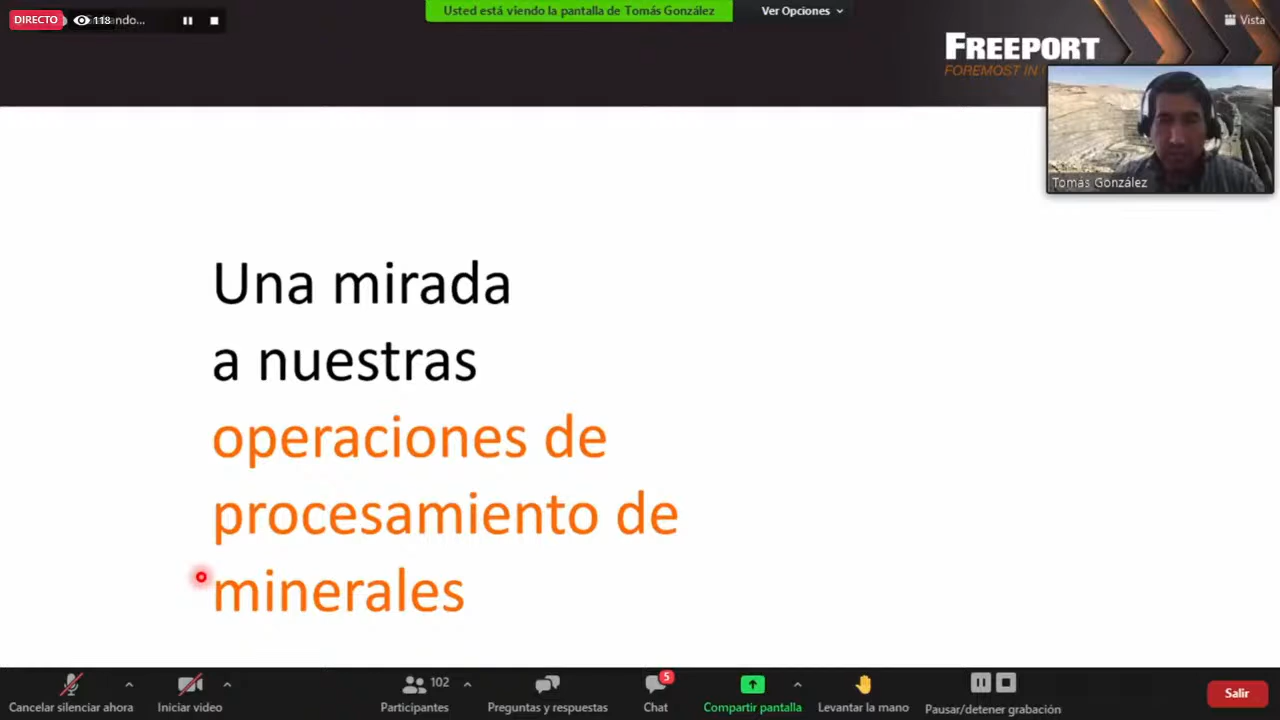 DIRECTO 118
Usted está viendo la pantalla de Tomás González
Ver Opciones
Vista
FREEPORT
FOREMOST IN
Tomás González
Una mirada
a nuestras
operaciones de
procesamiento de
minerales
Cancelar silenciar ahora
Iniciar video
102
Participantes
Preguntas y respuestas
5
Chat
Compartir pantalla
Levantar la mano
Pausar/detener grabación
Salir